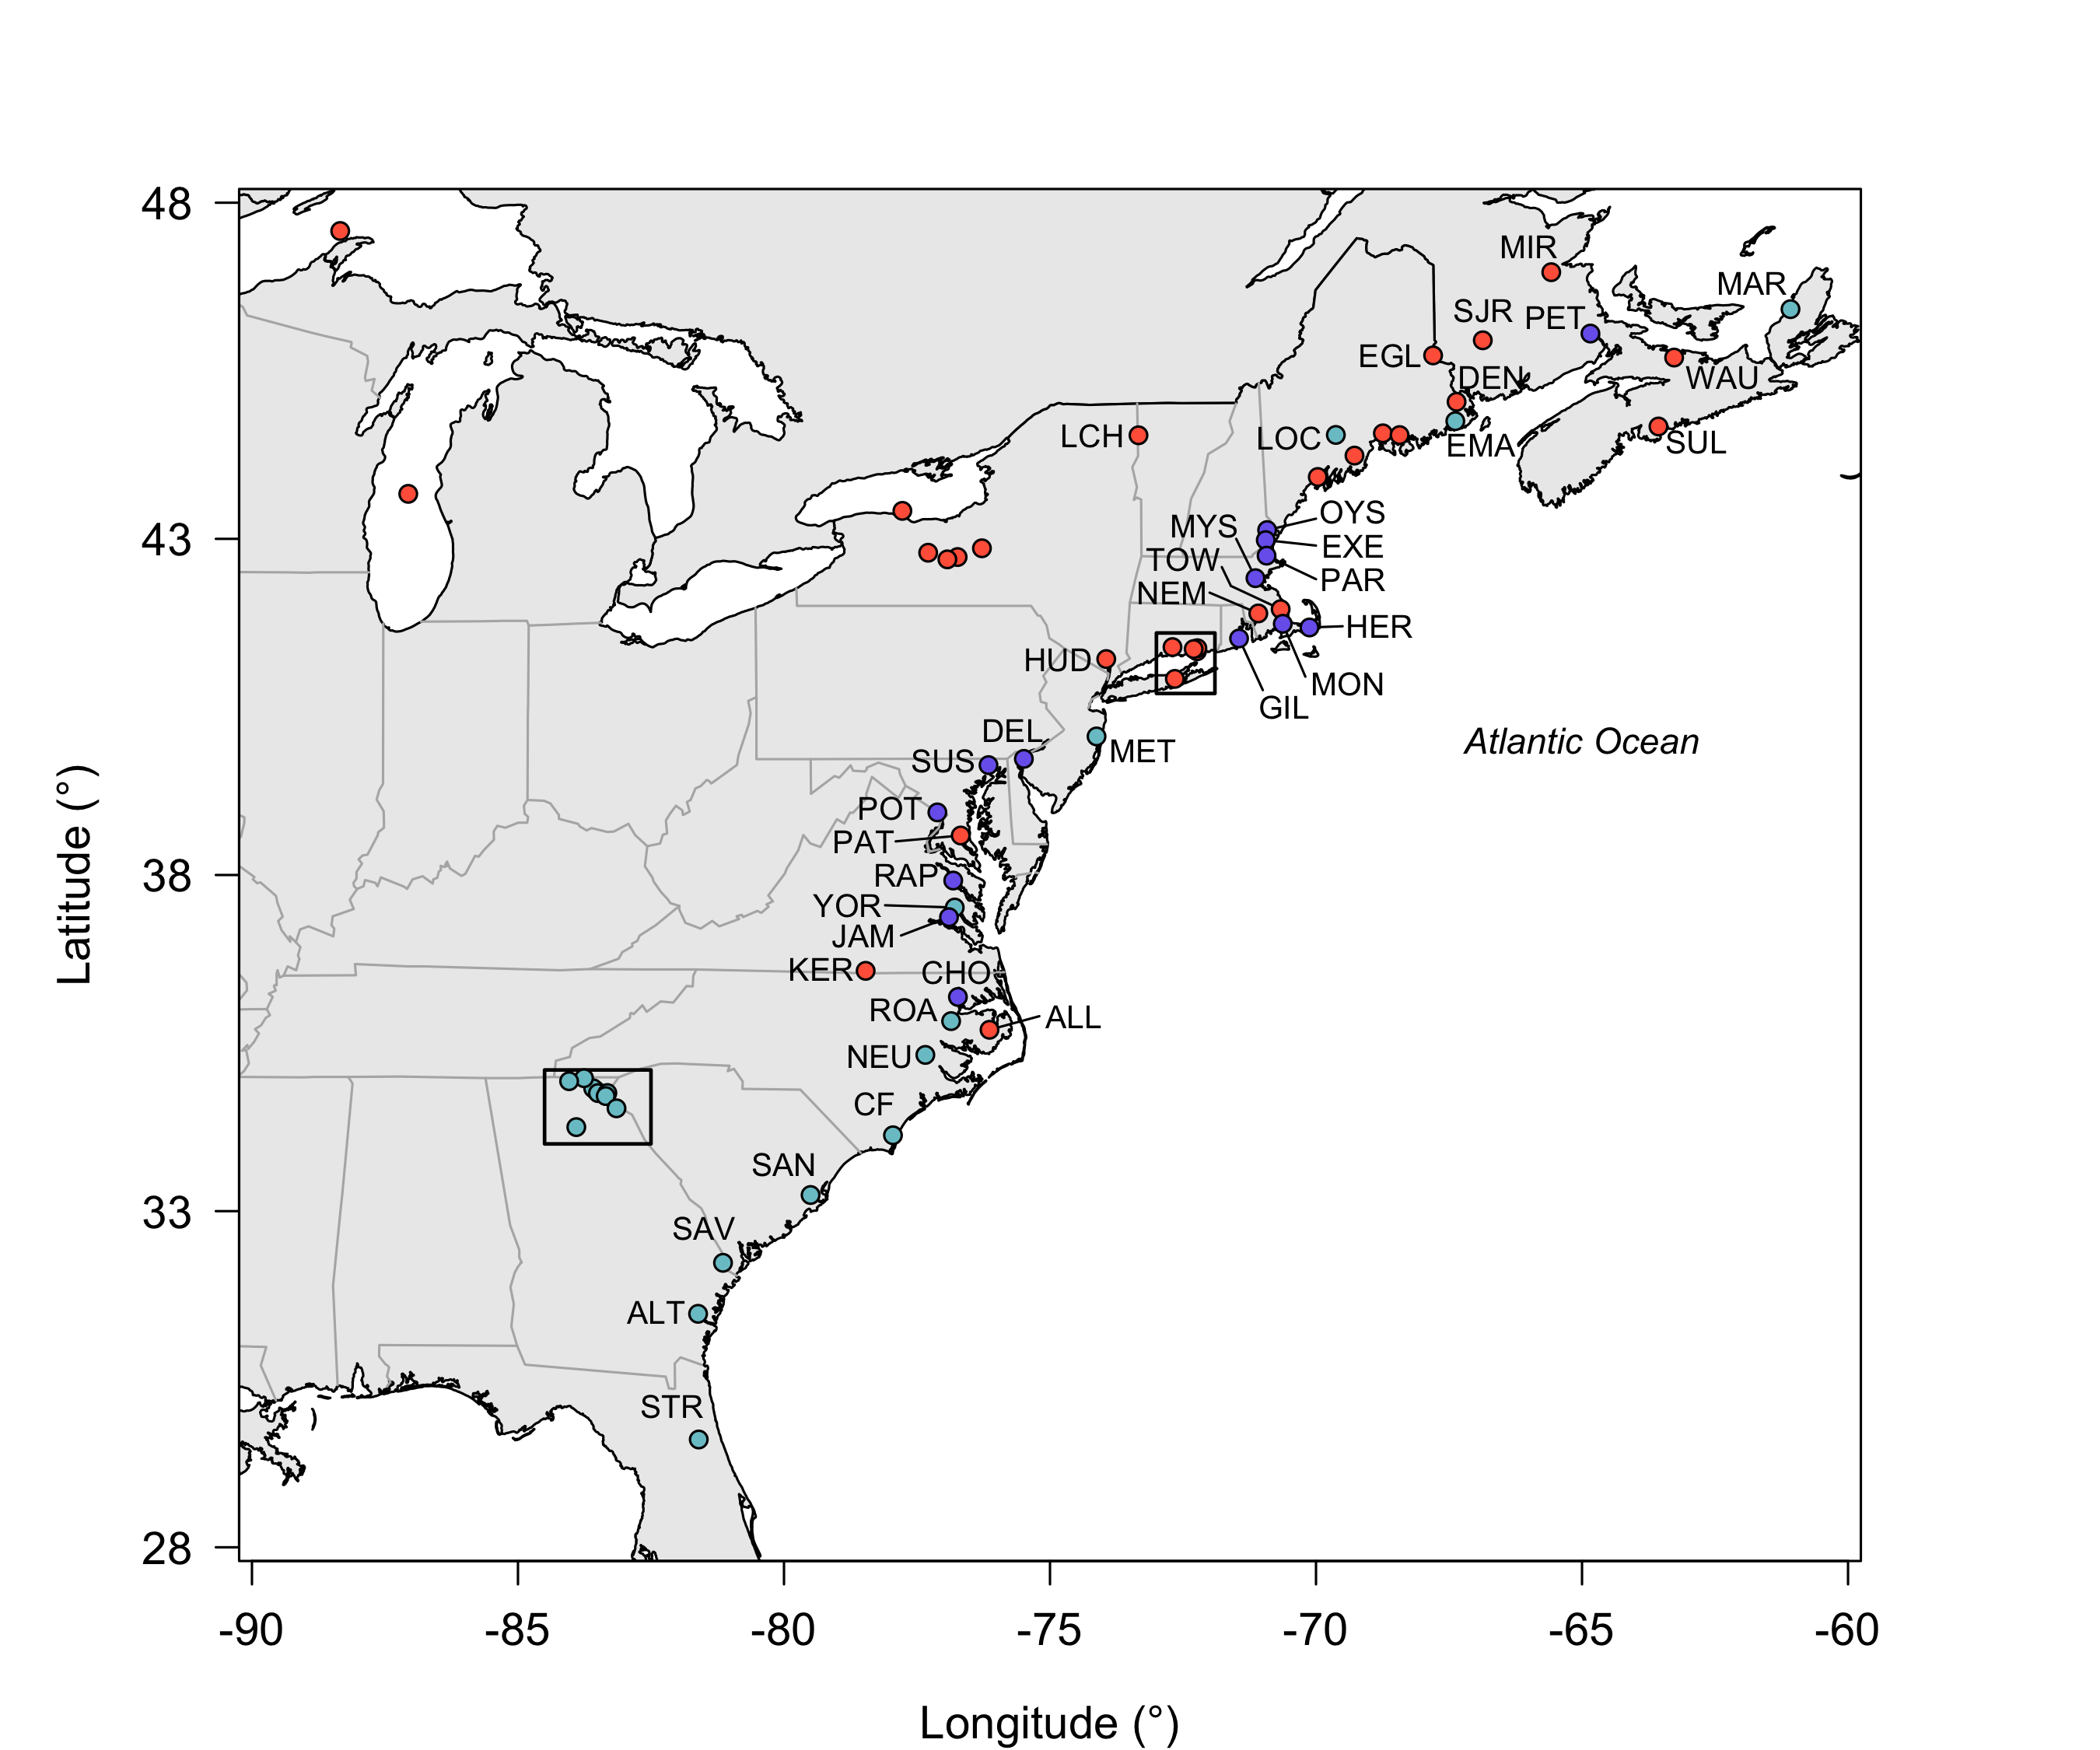 48
43
38
33
28
Latitude (°)
MIR
MAR
SJR
PET
EGL
DEN
WAU
LCH
LOC
EMA
SUL
OYS
MYS
EXE
TOW
PAR
NEM
HER
HUD
MON
GIL
DEL
MET
Atlantic Ocean
SUS
POT
PAT
RAP
YOR
JAM
KER
CHO
ROA
ALL
NEU
CF
SAN
SAV
ALT
STR
-90
-85
-80
-75
-70
-65
-60
Longitude (°)